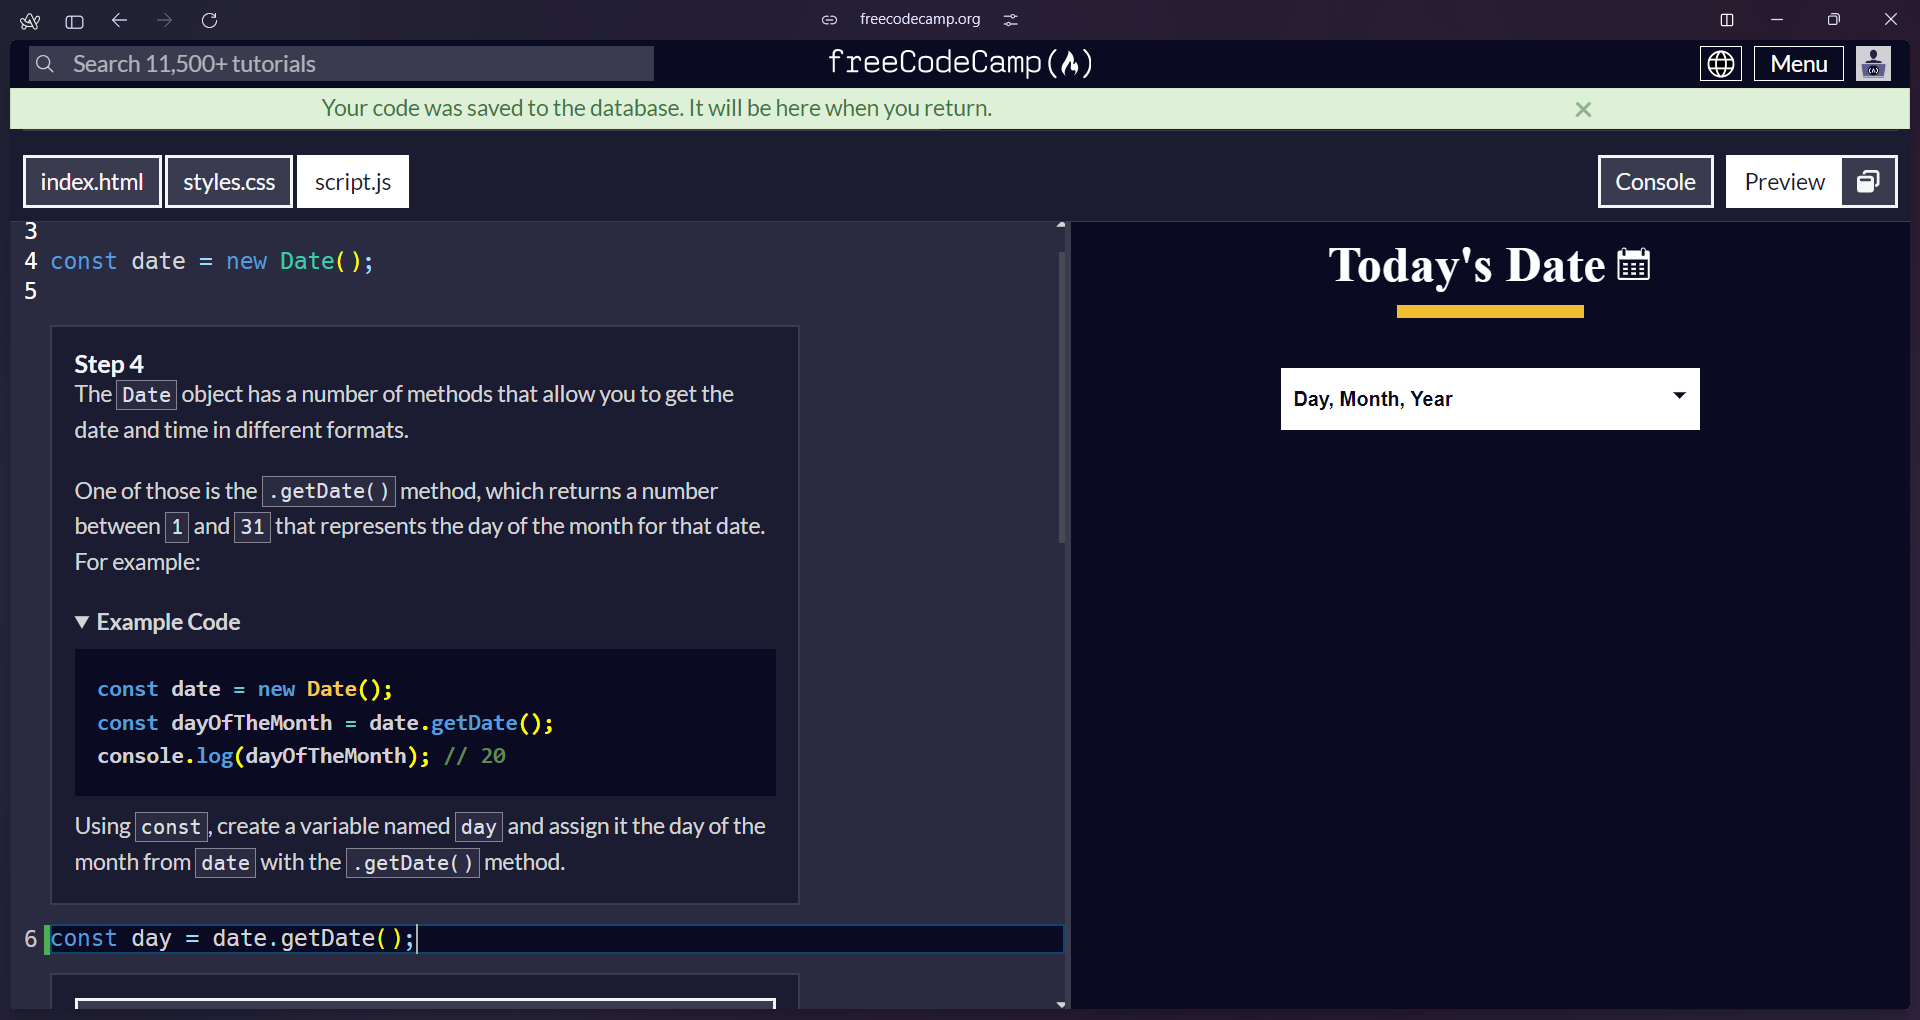 freecodecamp.org
Search 11,500+ tutorials
freeCodeCamp(🔥)
Menu
Your code was saved to the database. It will be here when you return.
index.html
styles.css
script.js
Console
Preview
3
4 const date = new Date();
5
Step 4
The Date object has a number of methods that allow you to get the
date and time in different formats.
One of those is the .getDate() method, which returns a number
between 1 and 31 that represents the day of the month for that date.
For example:
▼ Example Code
const date = new Date();
const dayOfTheMonth = date.getDate();
console.log(dayOfTheMonth); // 20
Using const, create a variable named day and assign it the day of the
month from date with the .getDate() method.
6 const day = date.getDate();
Today's Date
Day, Month, Year